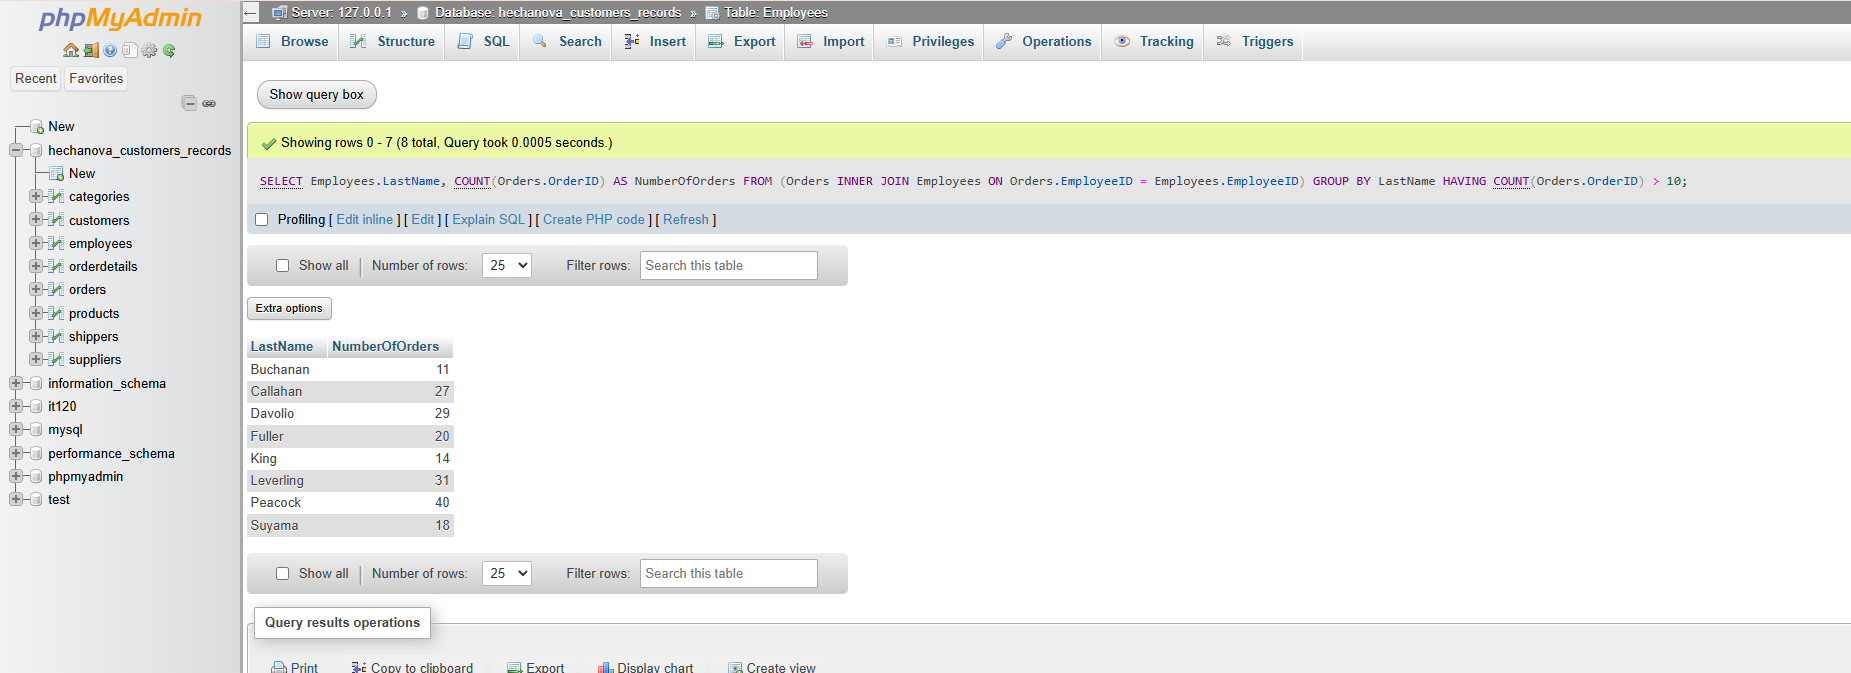 phpMyAdmin
Recent Favorites
New
hechanova_customers_records
New
categories
customers
employees
orderdetails
orders
products
shippers
suppliers
information_schema
it120
mysql
performance_schema
phpmyadmin
test
Server: 127.0.0.1 » Database: hechanova_customers_records » Table: Employees
Browse Structure SQL Search Insert Export Import Privileges Operations Tracking Triggers
Show query box
Showing rows 0 - 7 (8 total, Query took 0.0005 seconds.)
SELECT Employees.LastName, COUNT(Orders.OrderID) AS NumberOfOrders FROM (Orders INNER JOIN Employees ON Orders.EmployeeID = Employees.EmployeeID) GROUP BY LastName HAVING COUNT(Orders.OrderID) > 10;
Profiling [ Edit inline ] [ Edit ] [ Explain SQL ] [ Create PHP code ] [ Refresh ]
Show all | Number of rows: 25 Filter rows: Search this table
Extra options
LastName NumberOfOrders
Buchanan 11
Callahan 27
Davolio 29
Fuller 20
King 14
Leverling 31
Peacock 40
Suyama 18
Show all | Number of rows: 25 Filter rows: Search this table
Query results operations
Print Copy to clipboard Export Display chart Create view